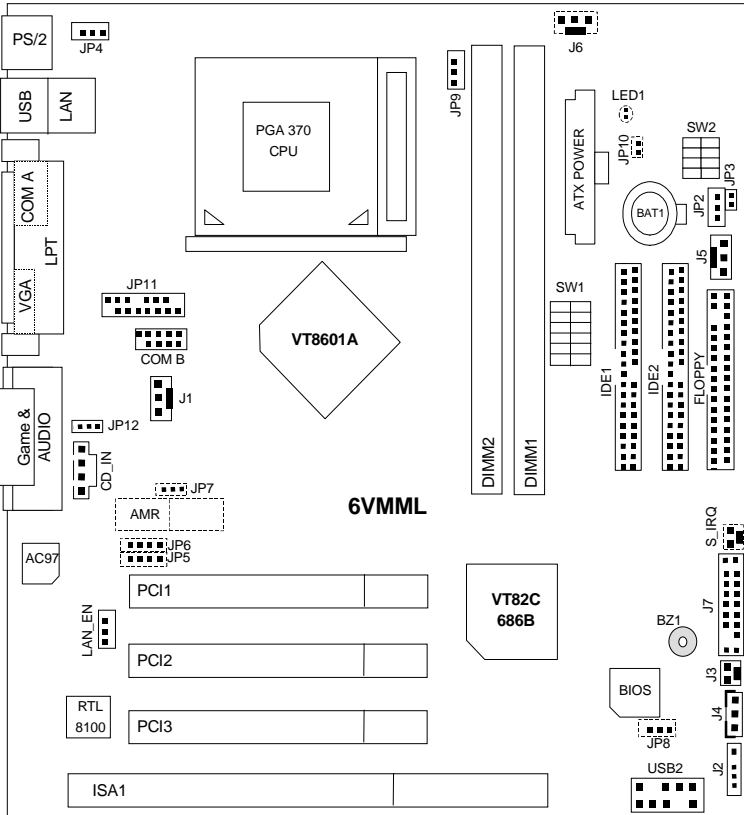 PS/2
JP4
J6
USB
LAN
JP9
PGA 370
CPU
LED1
JP10
SW2
JP3
JP2
ATX POWER
BAT1
COM A
LPT
VGA
J5
JP11
SW1
VT8601A
COM B
J1
IDE1
IDE2
FLOPPY
Game &
AUDIO
JP12
CD_IN
DIMM2
DIMM1
JP7
AMR
6VMML
S_IRQ
JP6
JP5
AC97
PCI1
VT82C
686B
J7
LAN_EN
BZ1
PCI2
J3
BIOS
RTL
8100
PCI3
J4
JP8
J2
USB2
ISA1